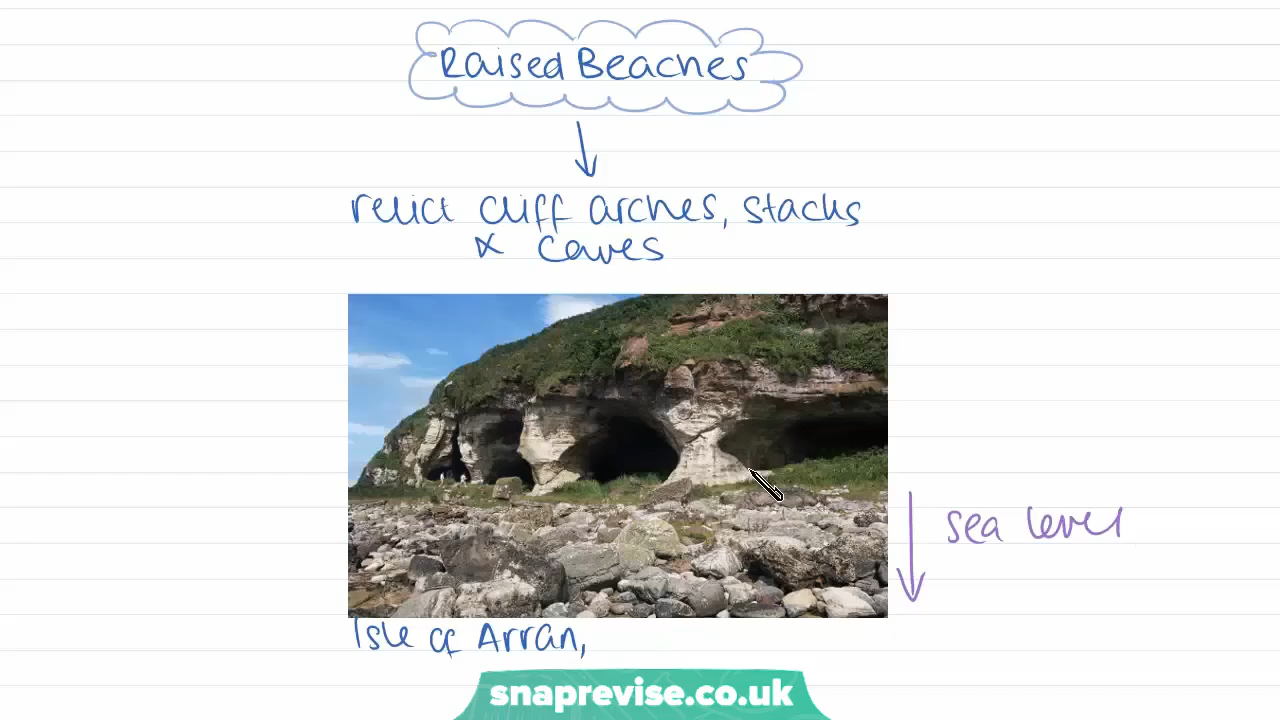 Raised Beaches
relict cliff arches, stacks
& caves
sea level
Isle of Arran,
snaprevise.co.uk